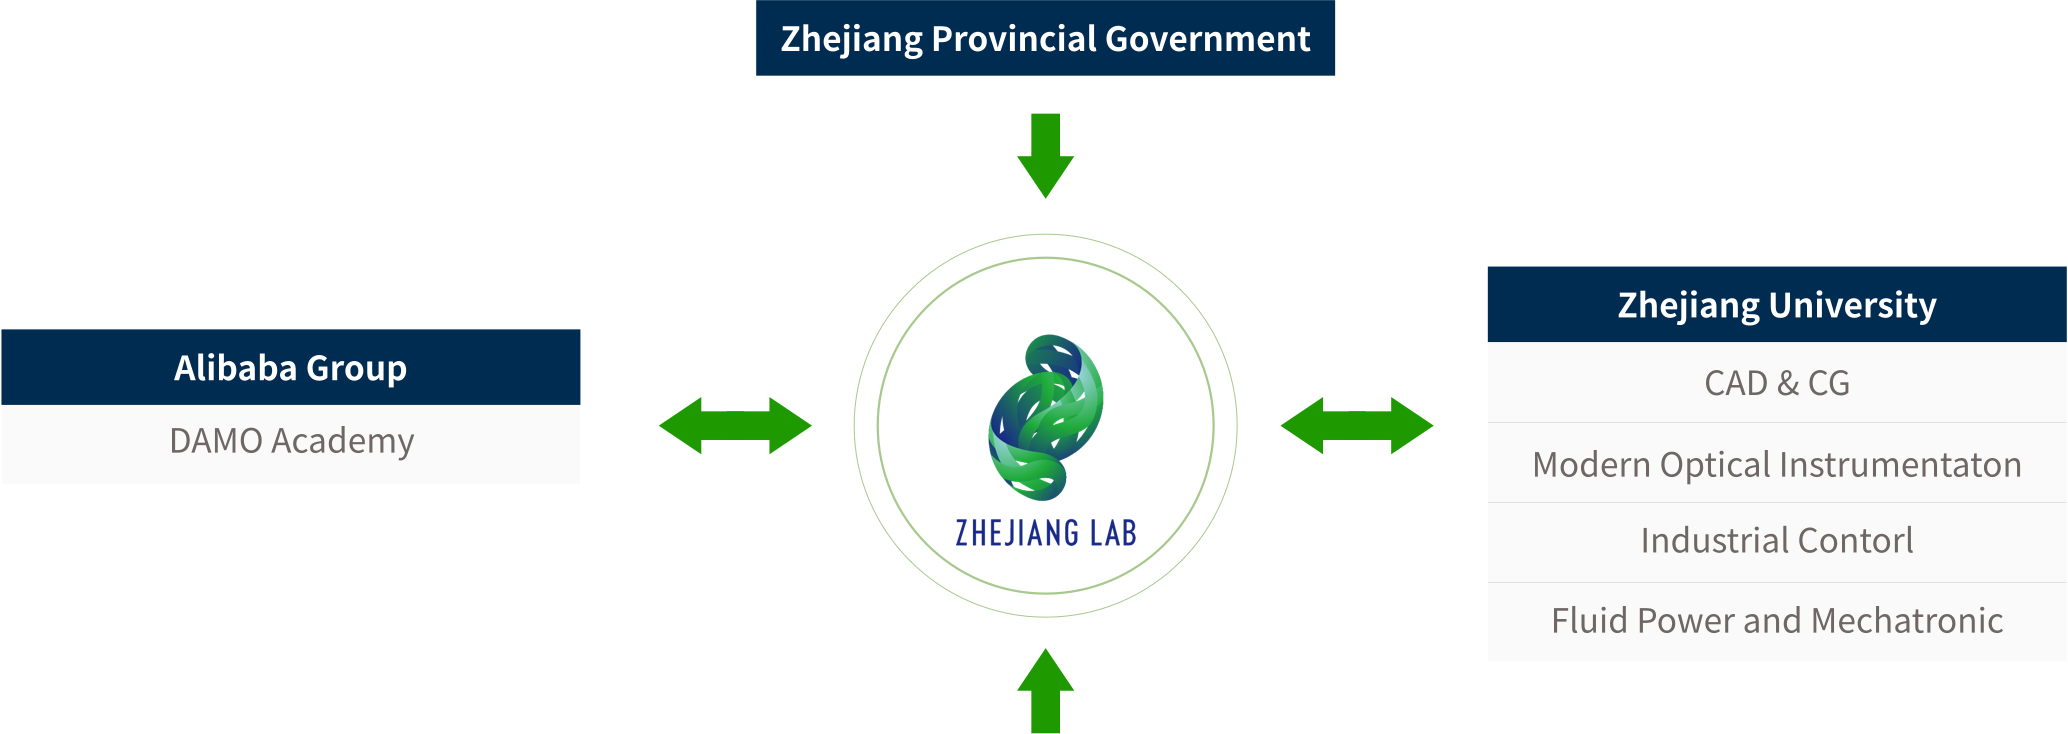 Zhejiang Provincial Government
Alibaba Group
DAMO Academy
ZHEJIANG LAB
Zhejiang University
CAD & CG
Modern Optical Instrumentaton
Industrial Contorl
Fluid Power and Mechatronic